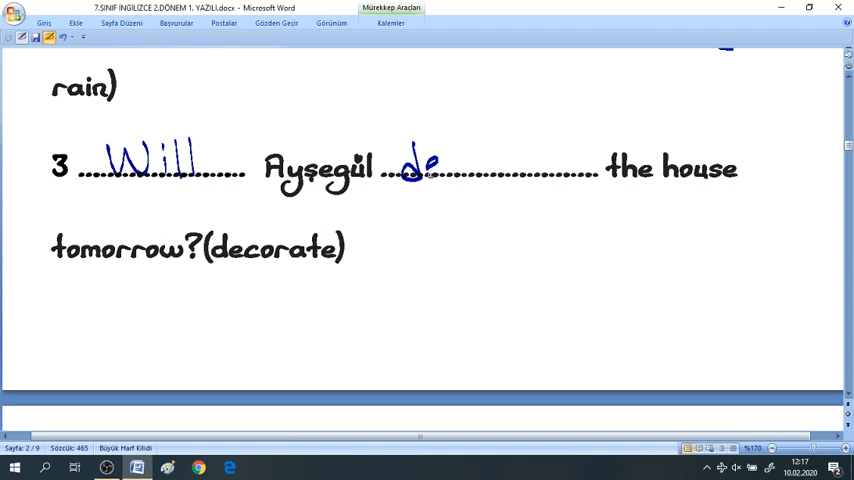 7.SINIF İNGİLİZCE 2.DÖNEM 1. YAZILI.docx - Microsoft Word
Mürekkep Araçları
Giriş Ekle Sayfa Düzeni Başvurular Postalar Gözden Geçir Görünüm Kalemler
rain)
3 ........................ Will Ayşegül ........................ de the house
tomorrow?(decorate)
Sayfa: 2 / 9 Sözcük: 465 Büyük Harf Kilidi %170
12:17
10.02.2020
2